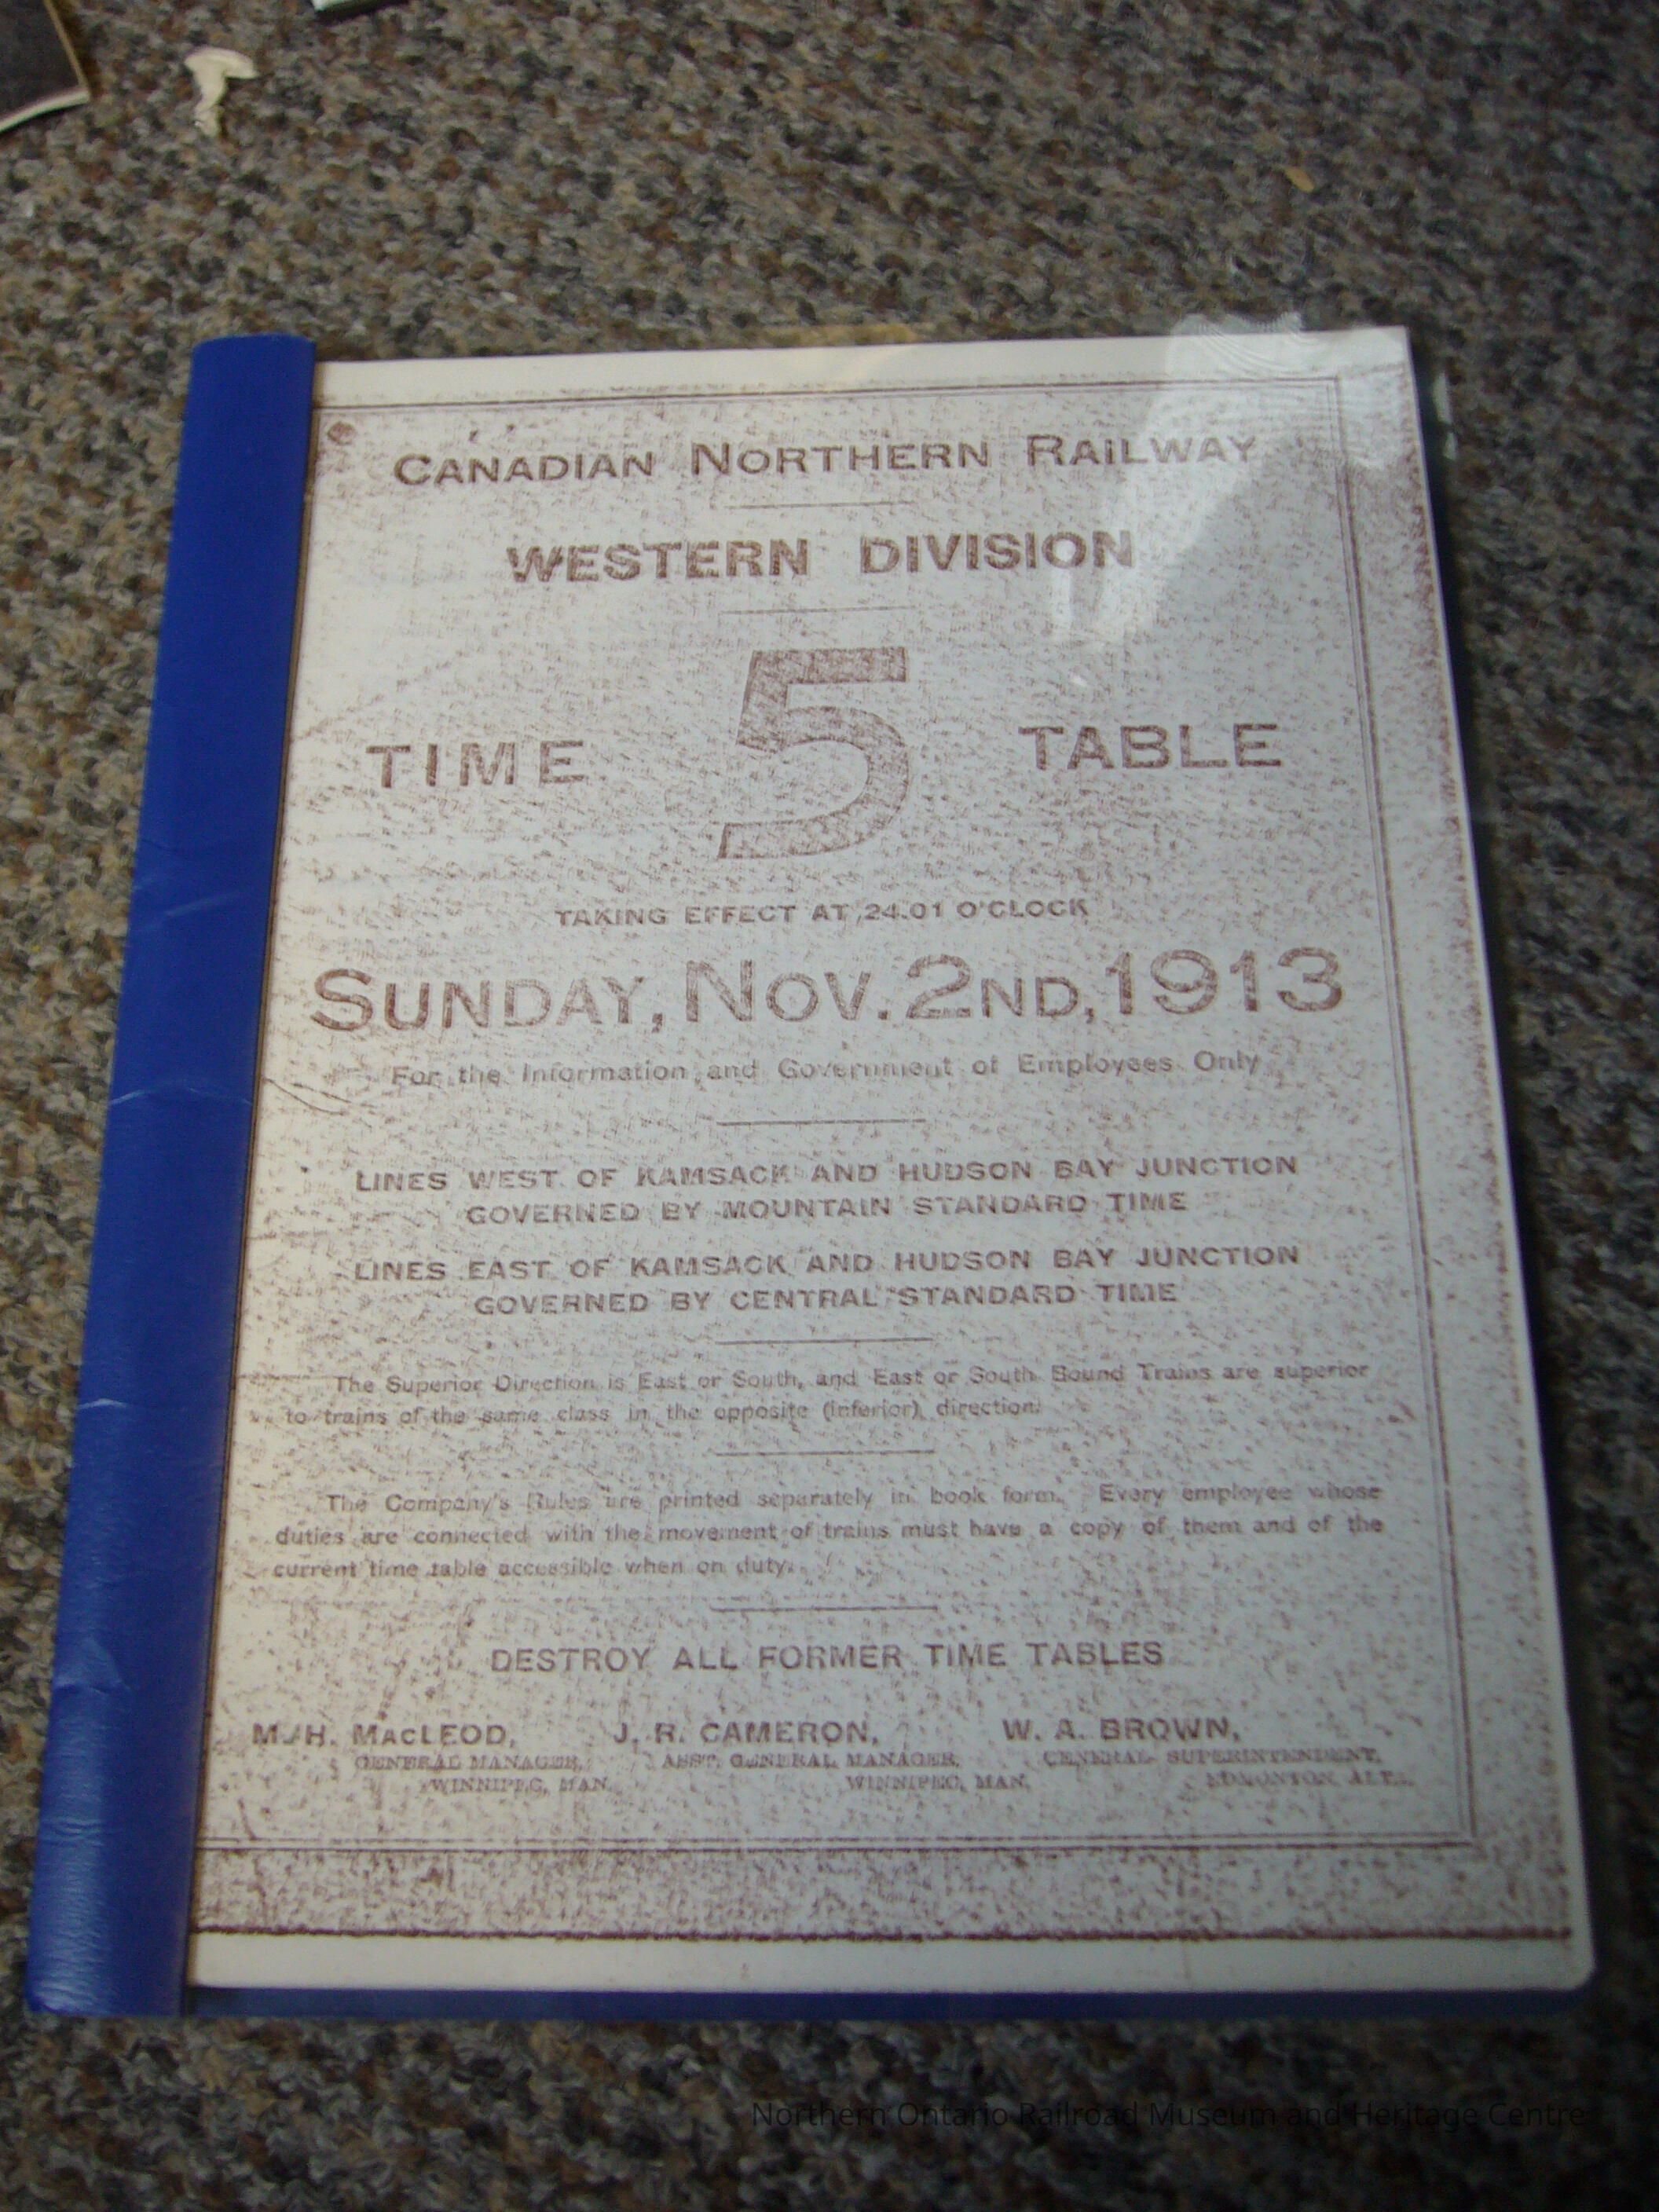 CANADIAN NORTHERN RAILWAY
WESTERN DIVISION
TIME 5 TABLE
TAKING EFFECT AT 24.01 O'CLOCK
SUNDAY, NOV. 2ND, 1913
For the Information and Government of Employees Only
LINES WEST OF KAMSACK AND HUDSON BAY JUNCTION
GOVERNED BY MOUNTAIN STANDARD TIME
LINES EAST OF KAMSACK AND HUDSON BAY JUNCTION
GOVERNED BY CENTRAL STANDARD TIME
The Superior Direction is East or South, and East or South Bound Trains are superior
to trains of the same class in the opposite (inferior) direction.
The Company's Rules are printed separately in book form. Every employee whose
duties are connected with the movement of trains must have a copy of them and of the
current time table accessible when on duty.
DESTROY ALL FORMER TIME TABLES
M. H. MACLEOD, J. R. CAMERON, W. A. BROWN,
GENERAL MANAGER, ASST. GENERAL MANAGER, GENERAL SUPERINTENDENT,
WINNIPEG, MAN. WINNIPEG, MAN. EDMONTON, ALTA.
Northern Ontario Railroad Museum and Heritage Centre